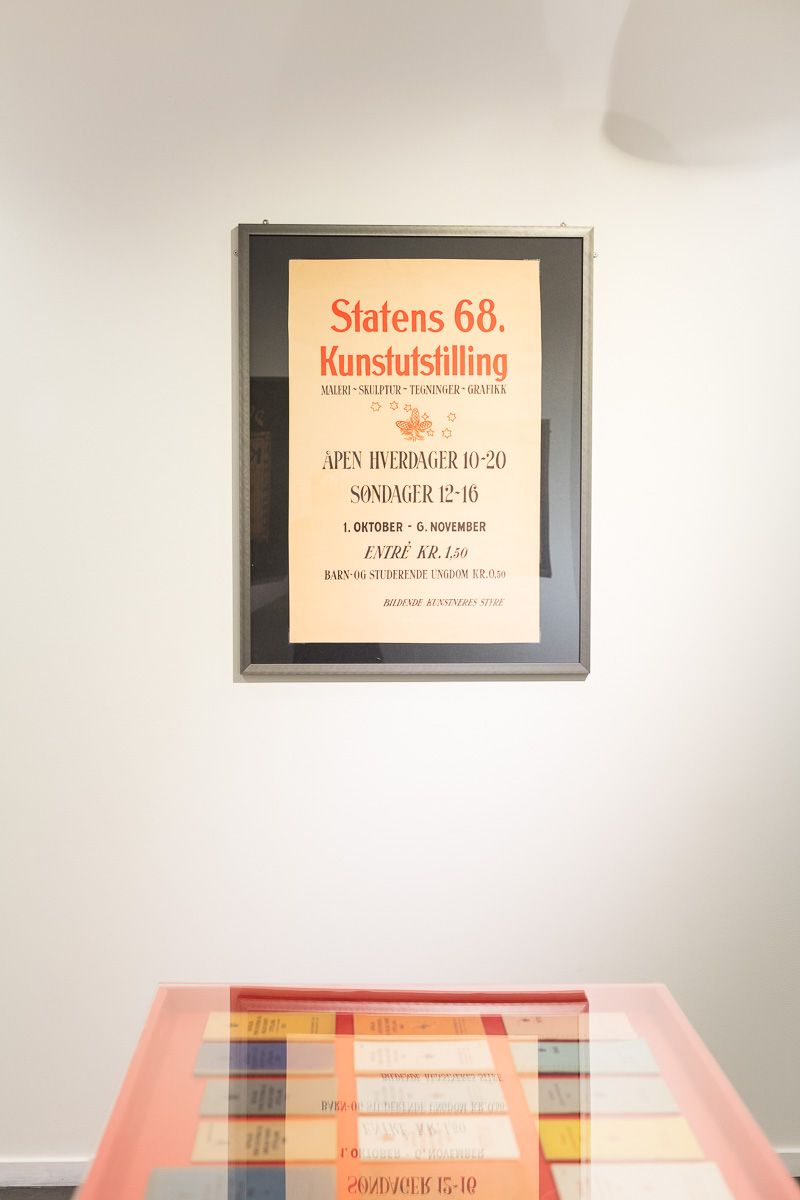 Statens 68.
Kunstutstilling
MALERI ~ SKULPTUR ~ TEGNINGER ~ GRAFIKK
ÅPEN HVERDAGER 10-20
SØNDAGER 12-16
1. OKTOBER - 6. NOVEMBER
ENTRÉ KR. 1,50
BARN-OG STUDERENDE UNGDOM KR. 0,50
BILDENDE KUNSTNERES STYRE